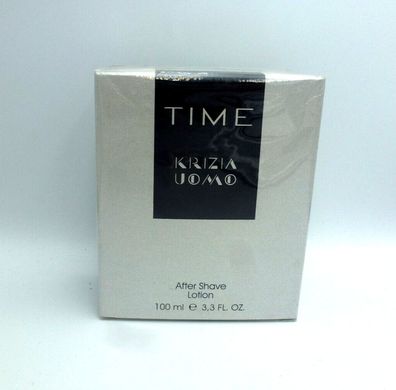 TIME
KRIZIA
UOMO
After Shave
Lotion
100 ml ℮ 3,3 FL. OZ.